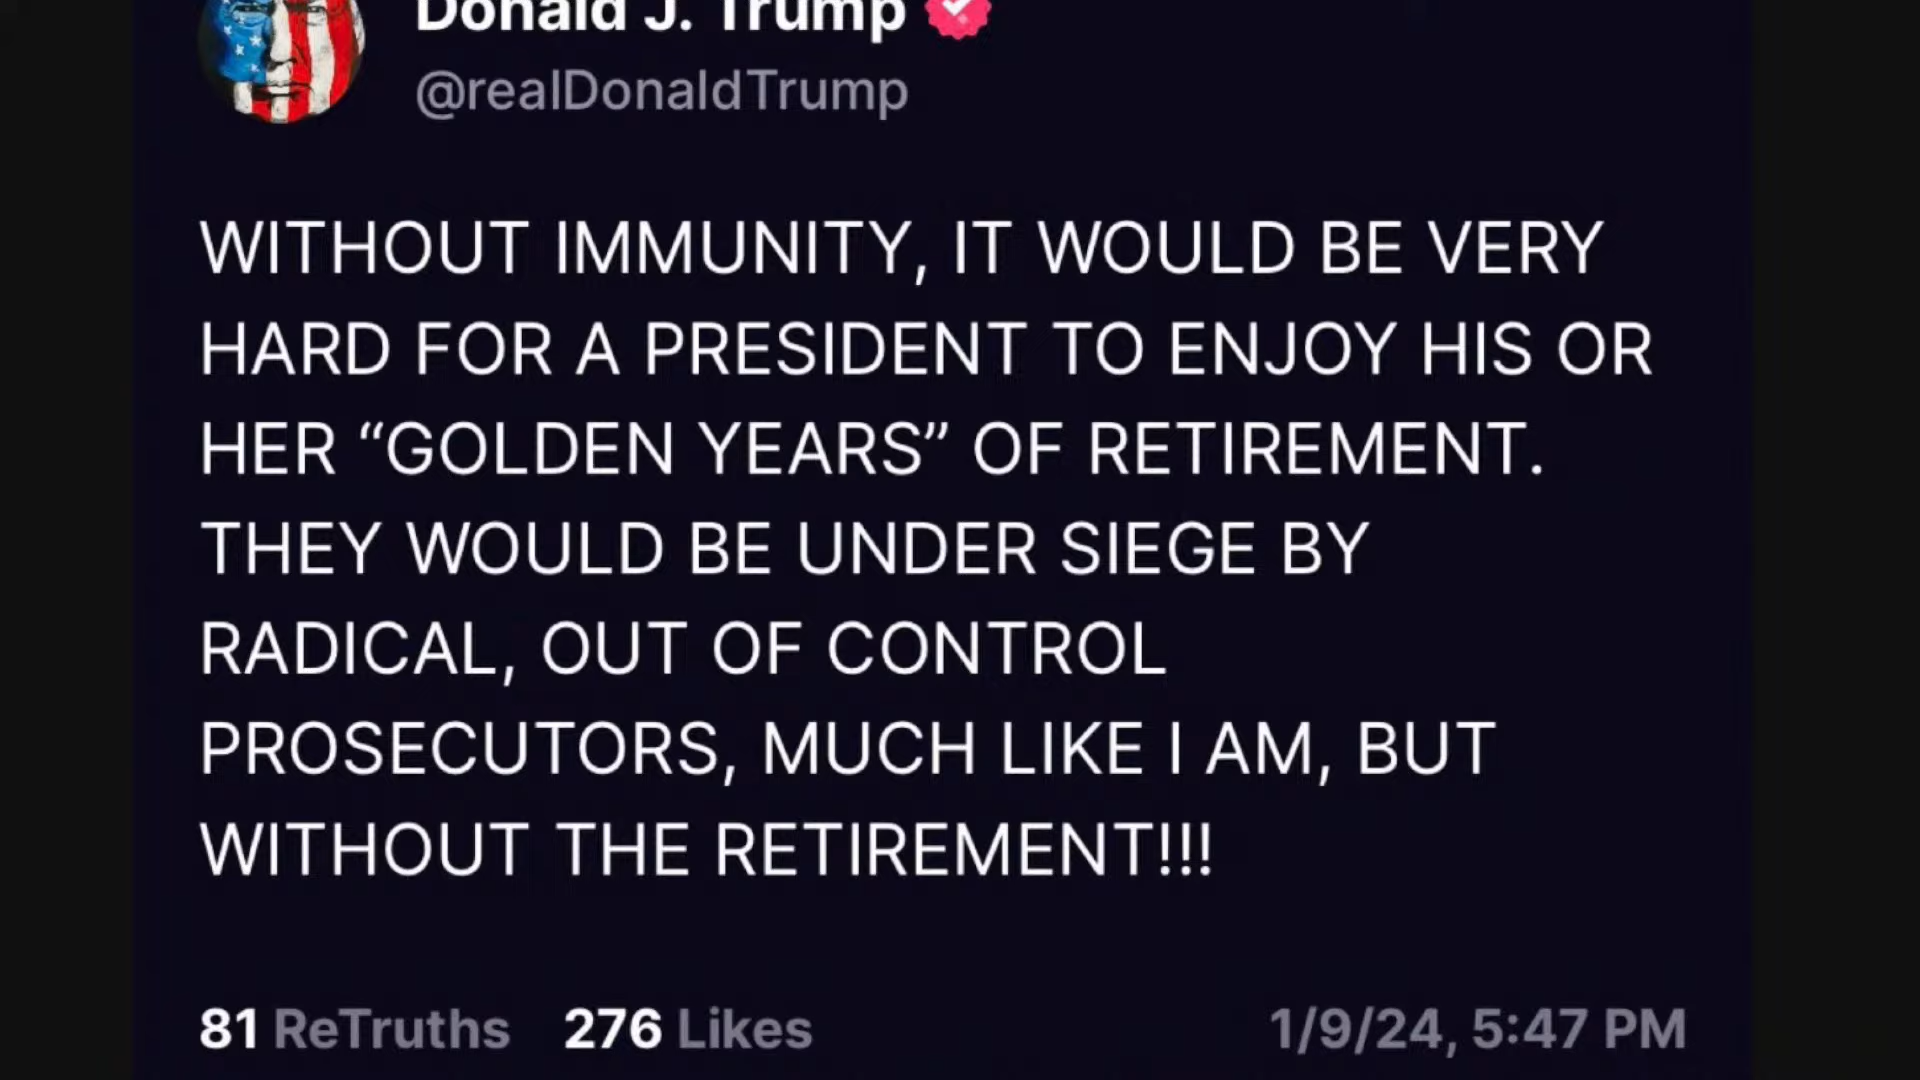 Donald J. Trump
@realDonaldTrump
WITHOUT IMMUNITY, IT WOULD BE VERY
HARD FOR A PRESIDENT TO ENJOY HIS OR
HER “GOLDEN YEARS” OF RETIREMENT.
THEY WOULD BE UNDER SIEGE BY
RADICAL, OUT OF CONTROL
PROSECUTORS, MUCH LIKE I AM, BUT
WITHOUT THE RETIREMENT!!!
81 ReTruths 276 Likes 1/9/24, 5:47 PM